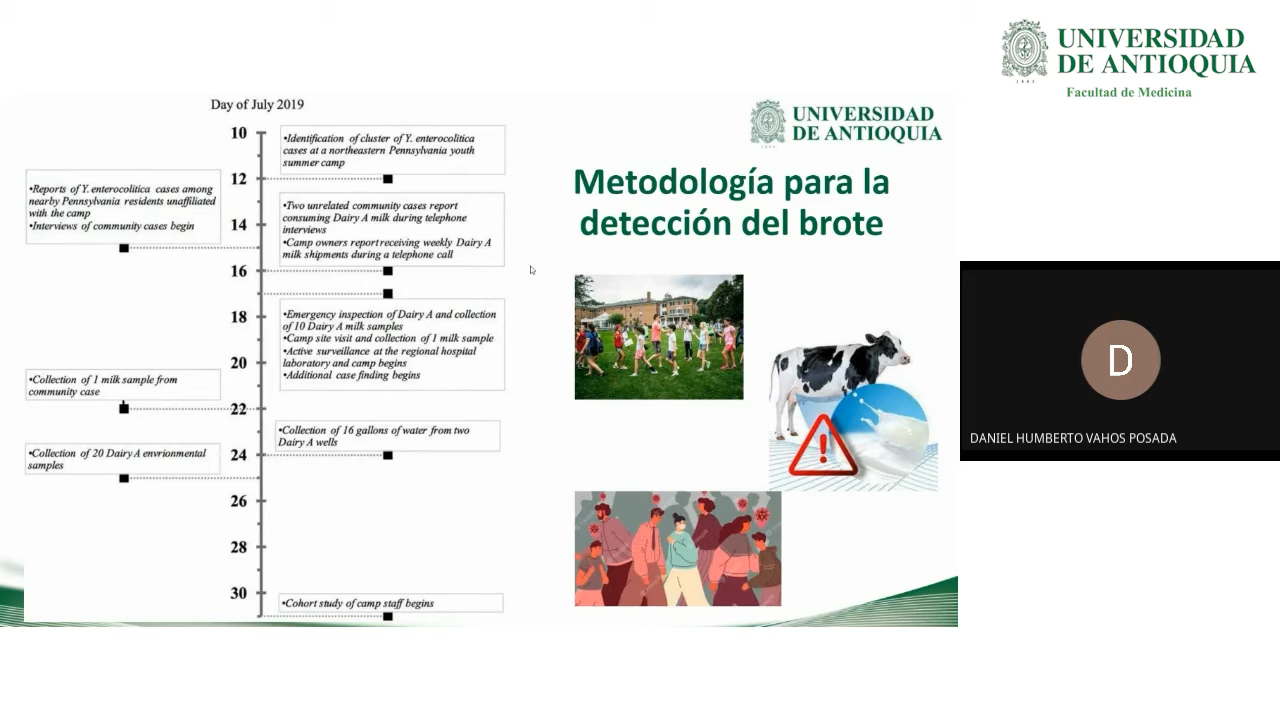 UNIVERSIDAD
DE ANTIOQUIA
Facultad de Medicina
UNIVERSIDAD
DE ANTIOQUIA
Metodología para la
detección del brote
Day of July 2019
10
12
14
16
18
20
22
24
26
28
30
•Identification of cluster of Y. enterocolitica
cases at a northeastern Pennsylvania youth
summer camp
•Reports of Y. enterocolitica cases among
nearby Pennsylvania residents unaffiliated
with the camp
•Interviews of community cases begin
•Two unrelated community cases report
consuming Dairy A milk during telephone
interviews
•Camp owners report receiving weekly Dairy A
milk shipments during a telephone call
•Emergency inspection of Dairy A and collection
of 10 Dairy A milk samples
•Camp site visit and collection of 1 milk sample
•Active surveillance at the regional hospital
laboratory and camp begins
•Additional case finding begins
•Collection of 1 milk sample from
community case
•Collection of 16 gallons of water from two
Dairy A wells
•Collection of 20 Dairy A envrionmental
samples
•Cohort study of camp staff begins
D
DANIEL HUMBERTO VAHOS POSADA